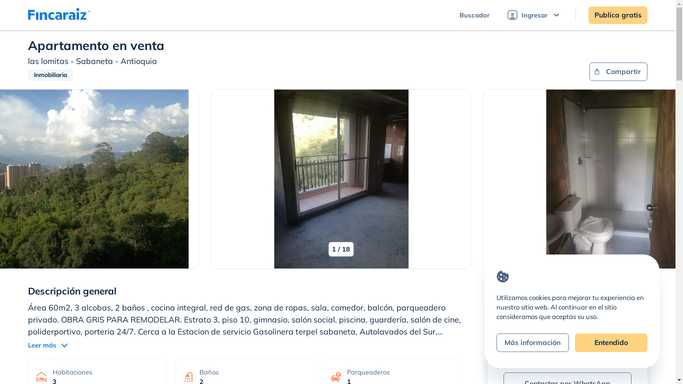 Fincaraiz
Buscador
Ingresar
Publica gratis
Apartamento en venta
las lomitas - Sabaneta - Antioquia
Inmobiliaria
Compartir
1 / 18
Descripción general
Área 60m2, 3 alcobas, 2 baños , cocina integral, red de gas, zona de ropas, sala, comedor, balcón, parqueadero
privado. OBRA GRIS PARA REMODELAR. Estrato 3, piso 10, gimnasio, salón social, piscina, guardería, salón de cine,
polideportivo, portería 24/7. Cerca a la Estacion de servicio Gasolinera terpel sabaneta, Autolavados del Sur,...
Leer más
Habitaciones
3
Baños
2
Parqueaderos
1
Utilizamos cookies para mejorar tu experiencia en
nuestro sitio web. Al continuar en el sitio
consideramos que aceptas su uso.
Más información
Entendido
Contactar por WhatsApp